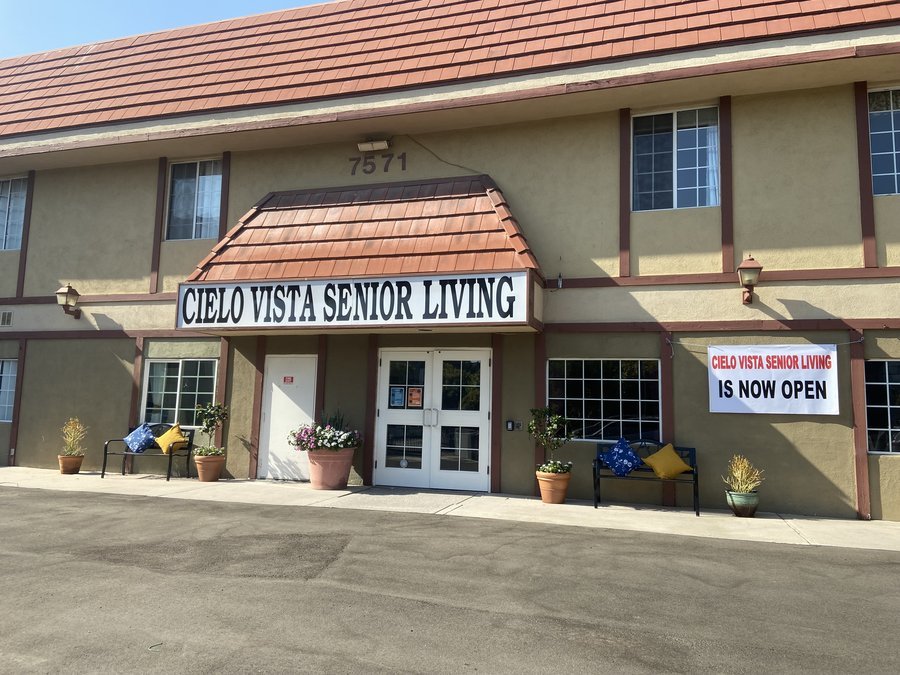 7571
CIELO VISTA SENIOR LIVING
CIELO VISTA SENIOR LIVING
IS NOW OPEN